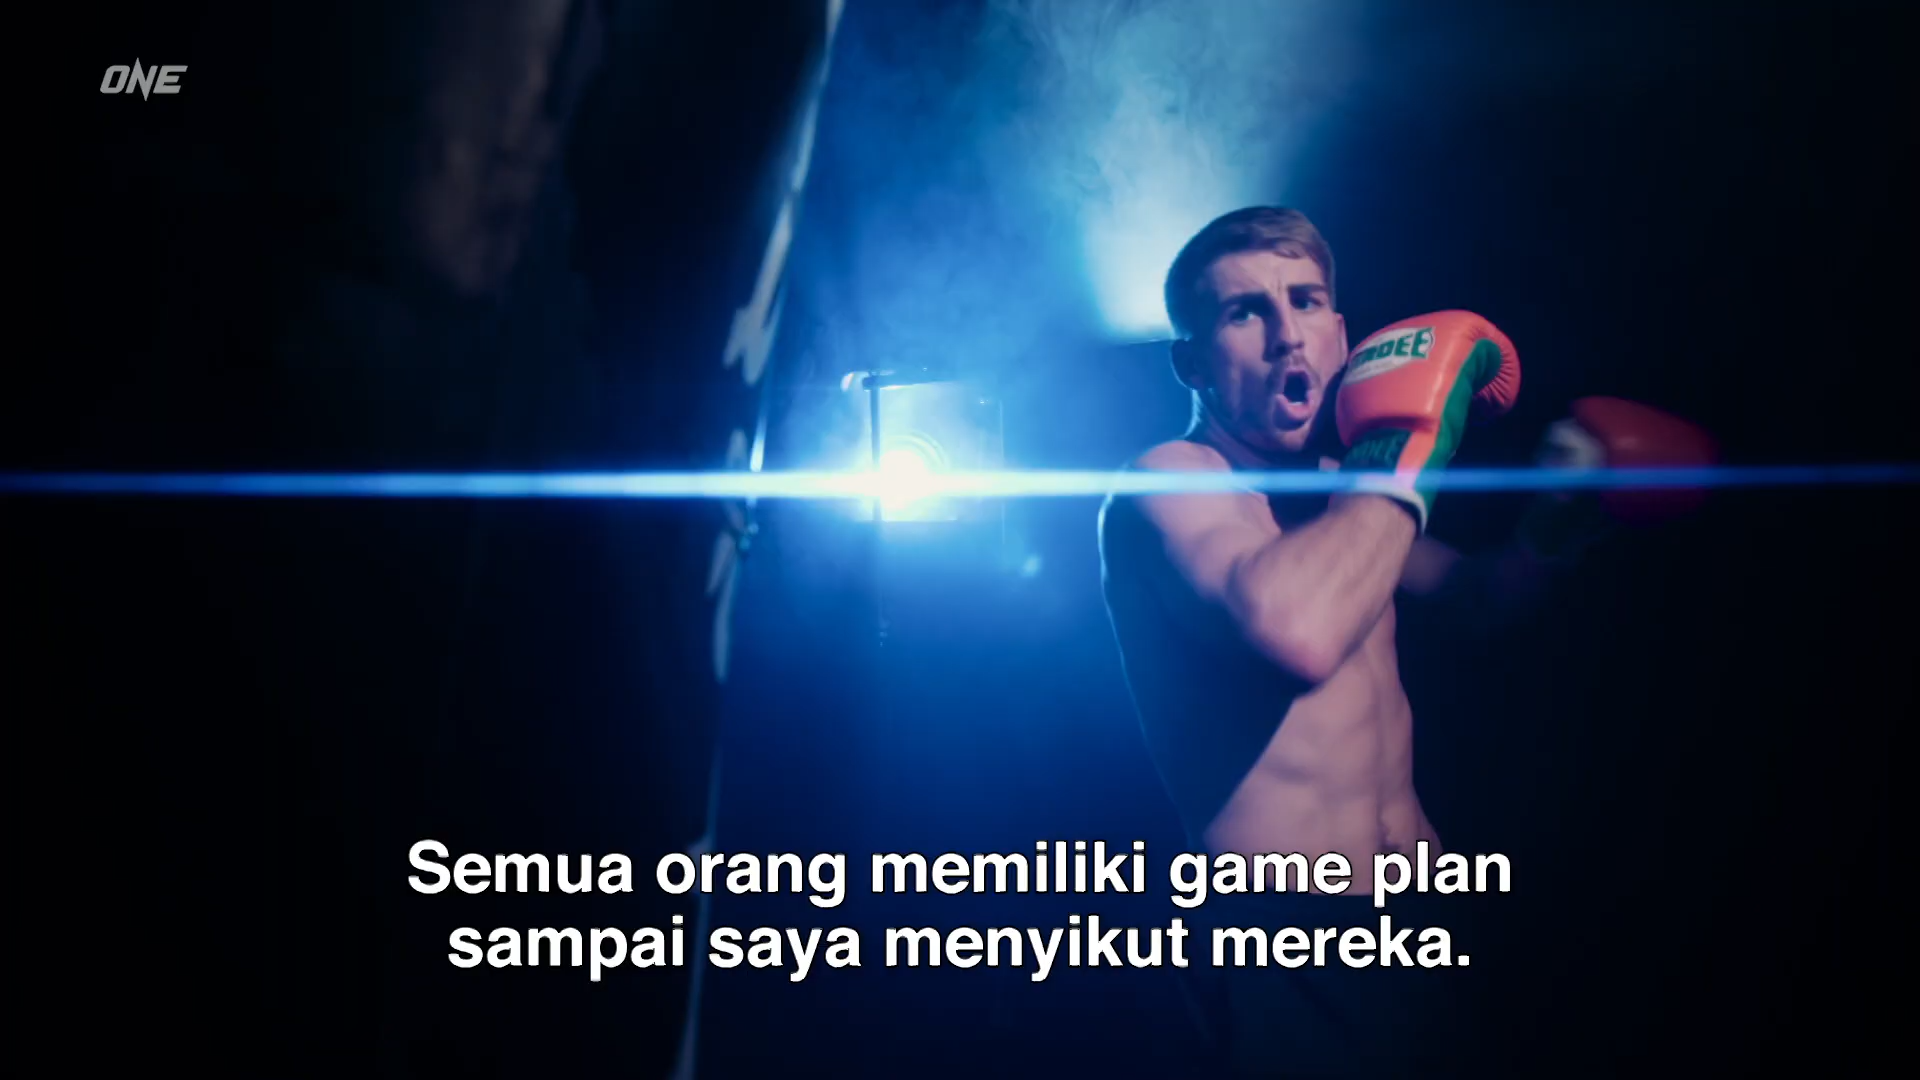 ONE
Semua orang memiliki game plan
sampai saya menyikut mereka.